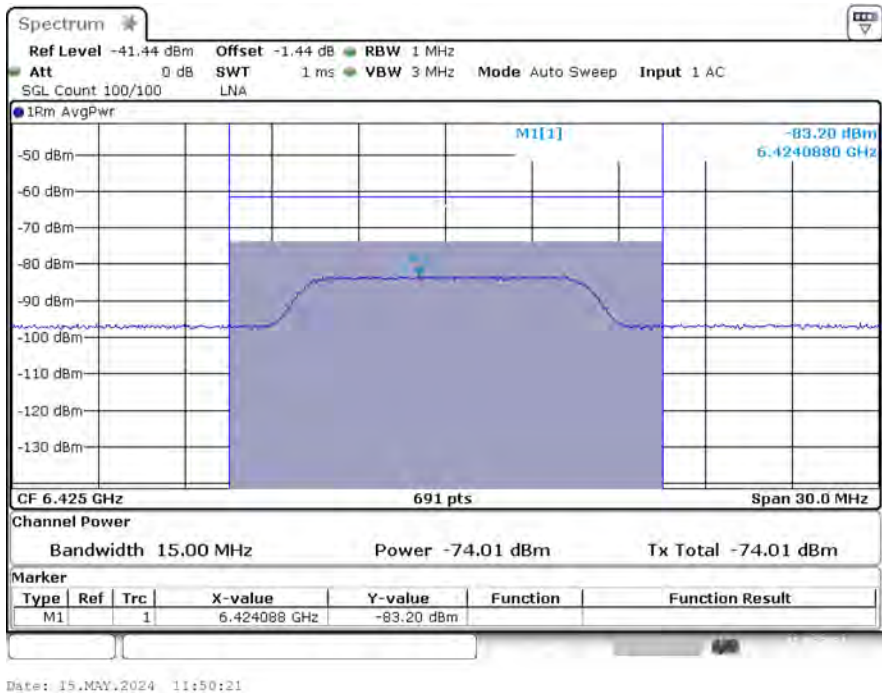 Spectrum
Ref Level -41.44 dBm Offset -1.44 dB RBW 1 MHz
Att 0 dB SWT 1 ms VBW 3 MHz Mode Auto Sweep Input 1 AC
SGL Count 100/100 LNA
1Rm AvgPwr
M1[1] -83.20 dBm
6.4240880 GHz
-50 dBm
-60 dBm
-70 dBm
-80 dBm
-90 dBm
-100 dBm
-110 dBm
-120 dBm
-130 dBm
CF 6.425 GHz 691 pts Span 30.0 MHz
Channel Power
Bandwidth 15.00 MHz Power -74.01 dBm Tx Total -74.01 dBm
Marker
Type Ref Trc X-value Y-value Function Function Result
M1 1 6.424088 GHz -83.20 dBm
Date: 15.MAY.2024 11:50:21